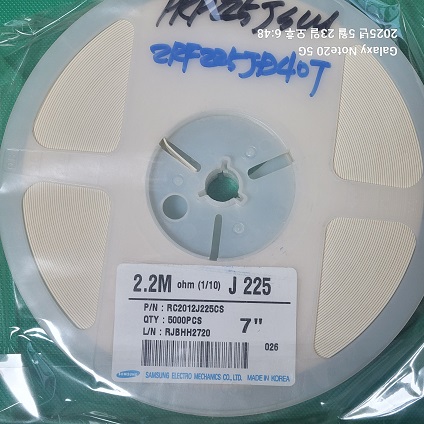 2RF225JB40T
Galaxy Note20 5G
2025년 5월 23일 오후 6:48
2.2M ohm (1/10) J 225
P/N : RC2012J225CS
QTY : 5000PCS
L/N : RJBHH2720
7"
026
SAMSUNG
SAMSUNG ELECTRO MECHANICS CO., LTD. MADE IN KOREA